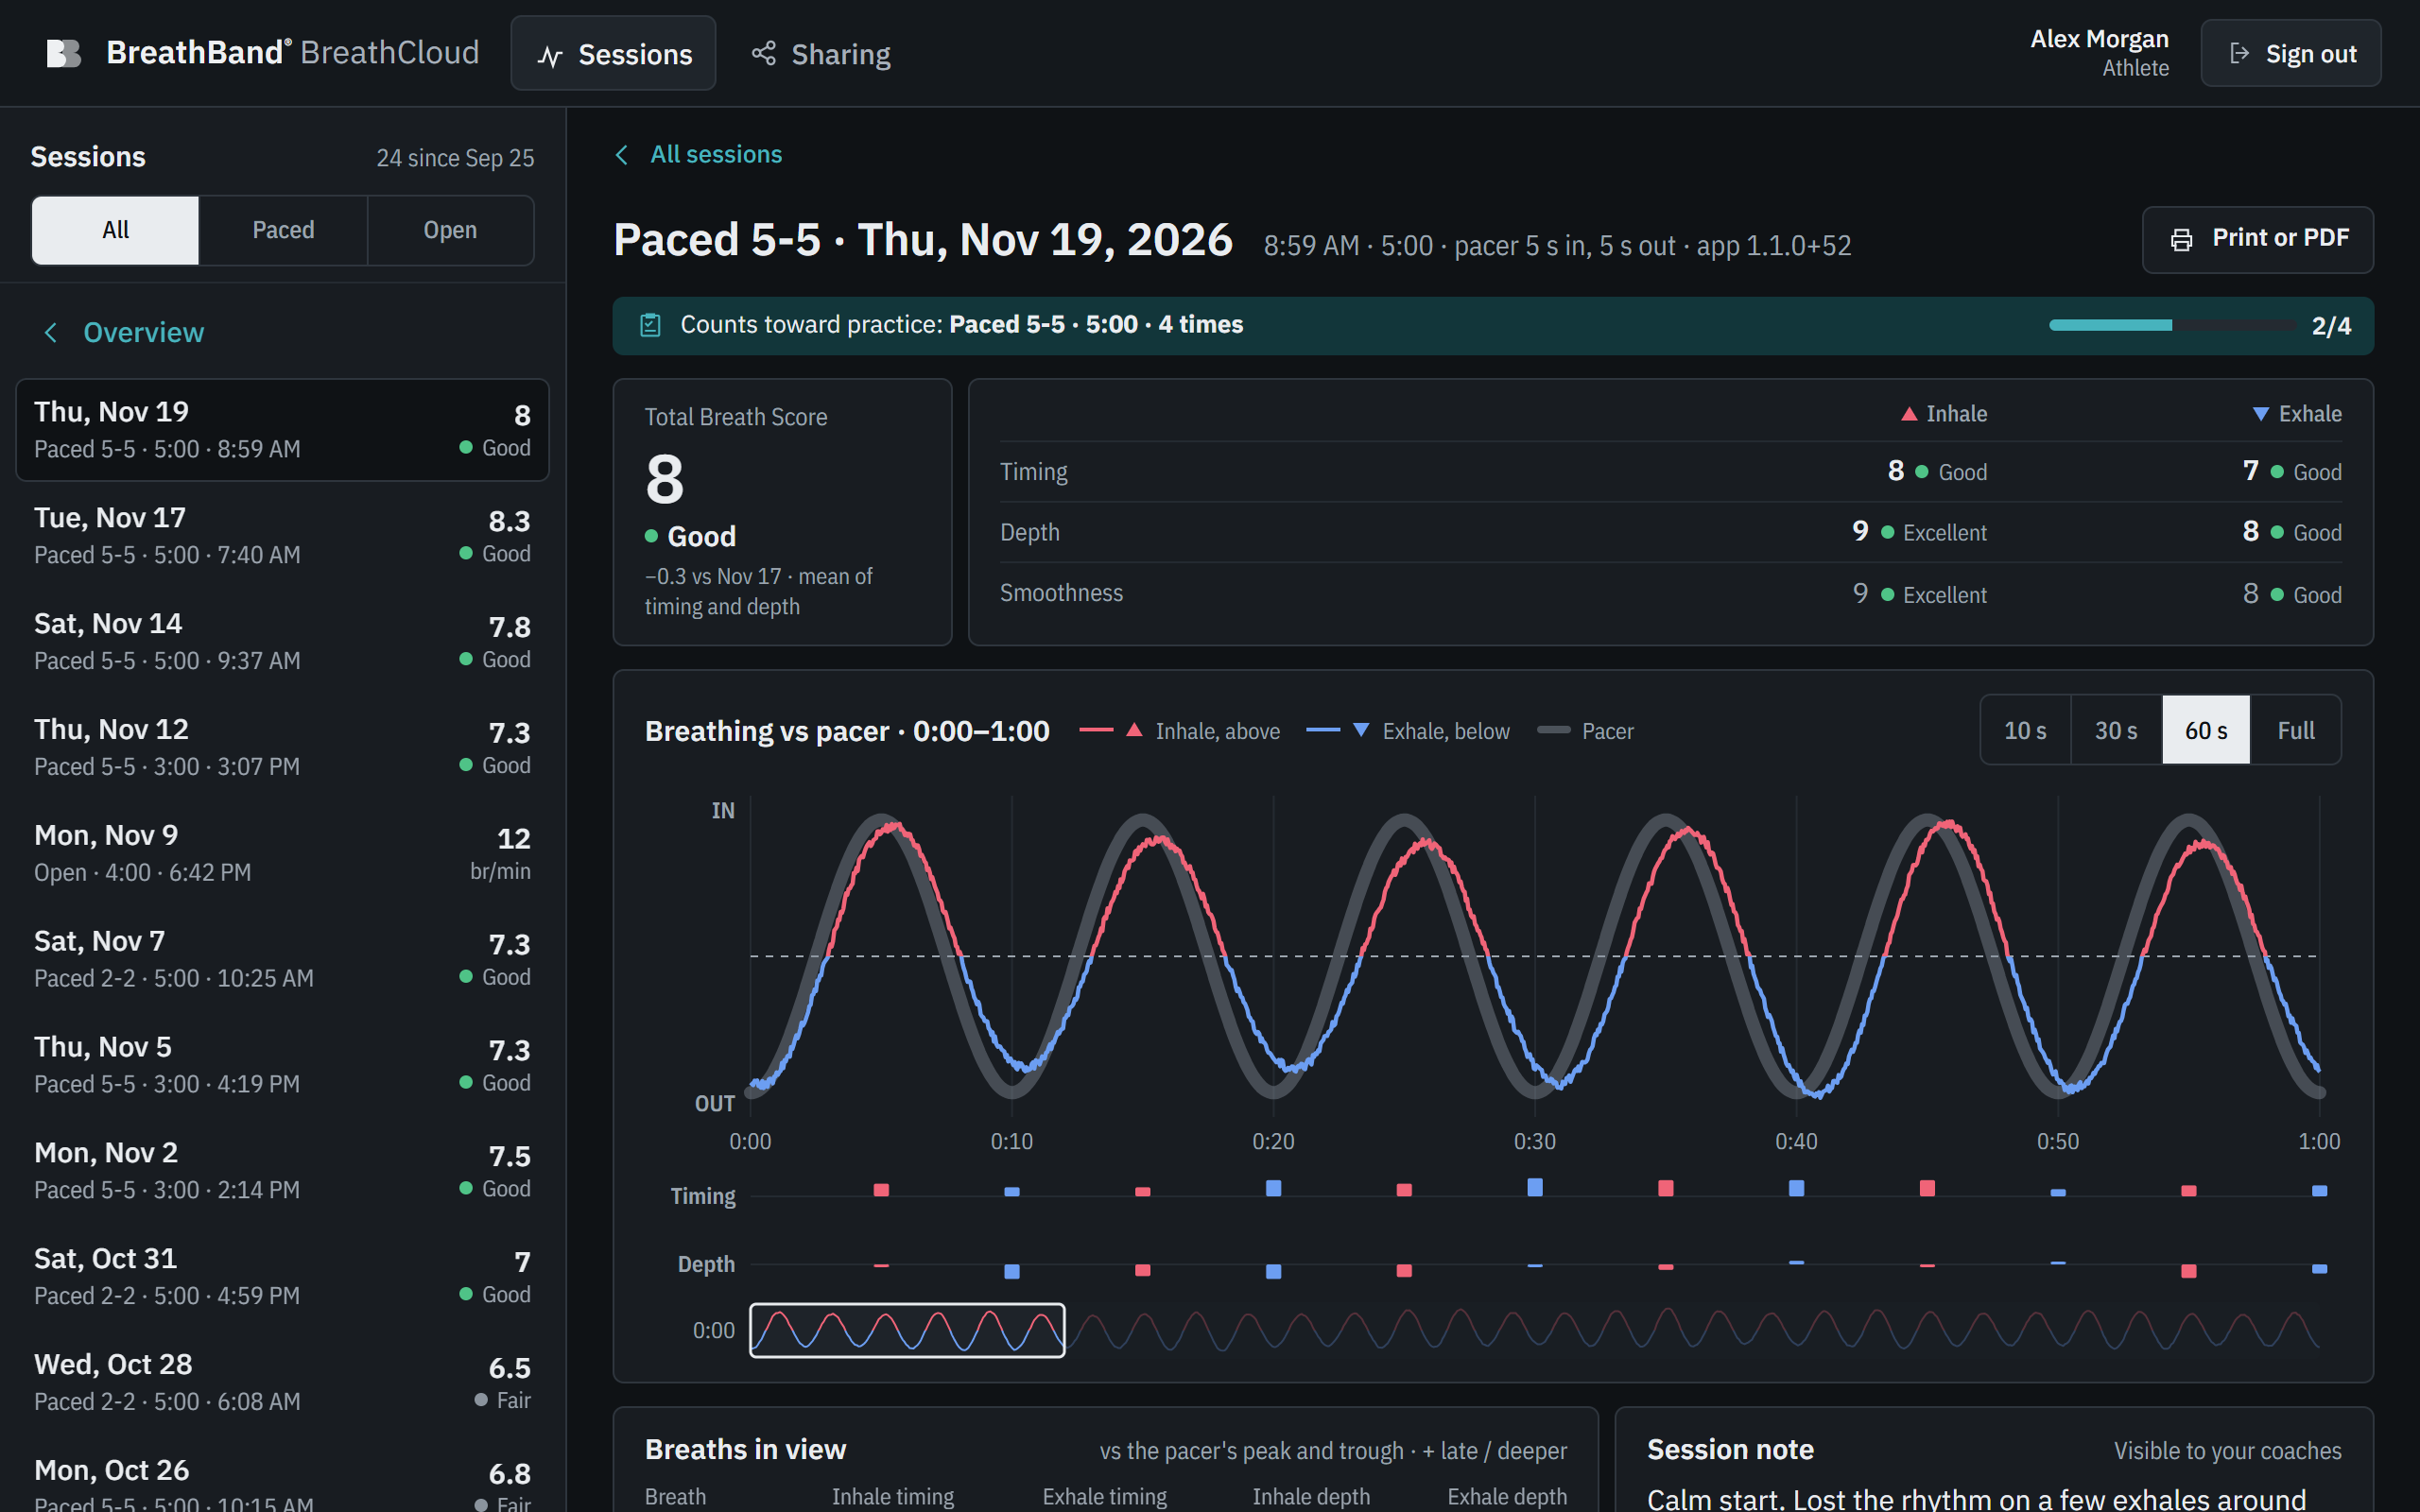 BreathBand® BreathCloud
Sessions
Sharing
Alex Morgan
Athlete
Sign out
Sessions
24 since Sep 25
All
Paced
Open
Overview
Thu, Nov 19
8
Paced 5-5 · 5:00 · 8:59 AM
Good
Tue, Nov 17
8.3
Paced 5-5 · 5:00 · 7:40 AM
Good
Sat, Nov 14
7.8
Paced 5-5 · 5:00 · 9:37 AM
Good
Thu, Nov 12
7.3
Paced 5-5 · 3:00 · 3:07 PM
Good
Mon, Nov 9
12
Open · 4:00 · 6:42 PM
br/min
Sat, Nov 7
7.3
Paced 2-2 · 5:00 · 10:25 AM
Good
Thu, Nov 5
7.3
Paced 5-5 · 3:00 · 4:19 PM
Good
Mon, Nov 2
7.5
Paced 5-5 · 3:00 · 2:14 PM
Good
Sat, Oct 31
7
Paced 2-2 · 5:00 · 4:59 PM
Good
Wed, Oct 28
6.5
Paced 2-2 · 5:00 · 6:08 AM
Fair
Mon, Oct 26
6.8
Paced 5-5 · 5:00 · 10:15 AM
Fair
All sessions
Paced 5-5 · Thu, Nov 19, 2026
8:59 AM · 5:00 · pacer 5 s in, 5 s out · app 1.1.0+52
Print or PDF
Counts toward practice: Paced 5-5 · 5:00 · 4 times
2/4
Total Breath Score
8
Good
−0.3 vs Nov 17 · mean of
timing and depth
Inhale
Exhale
Timing
8 Good
7 Good
Depth
9 Excellent
8 Good
Smoothness
9 Excellent
8 Good
Breathing vs pacer · 0:00–1:00
Inhale, above
Exhale, below
Pacer
10 s
30 s
60 s
Full
IN
OUT
0:00
0:10
0:20
0:30
0:40
0:50
1:00
Timing
Depth
0:00
Breaths in view
vs the pacer's peak and trough · + late / deeper
Breath
Inhale timing
Exhale timing
Inhale depth
Exhale depth
Session note
Visible to your coaches
Calm start. Lost the rhythm on a few exhales around